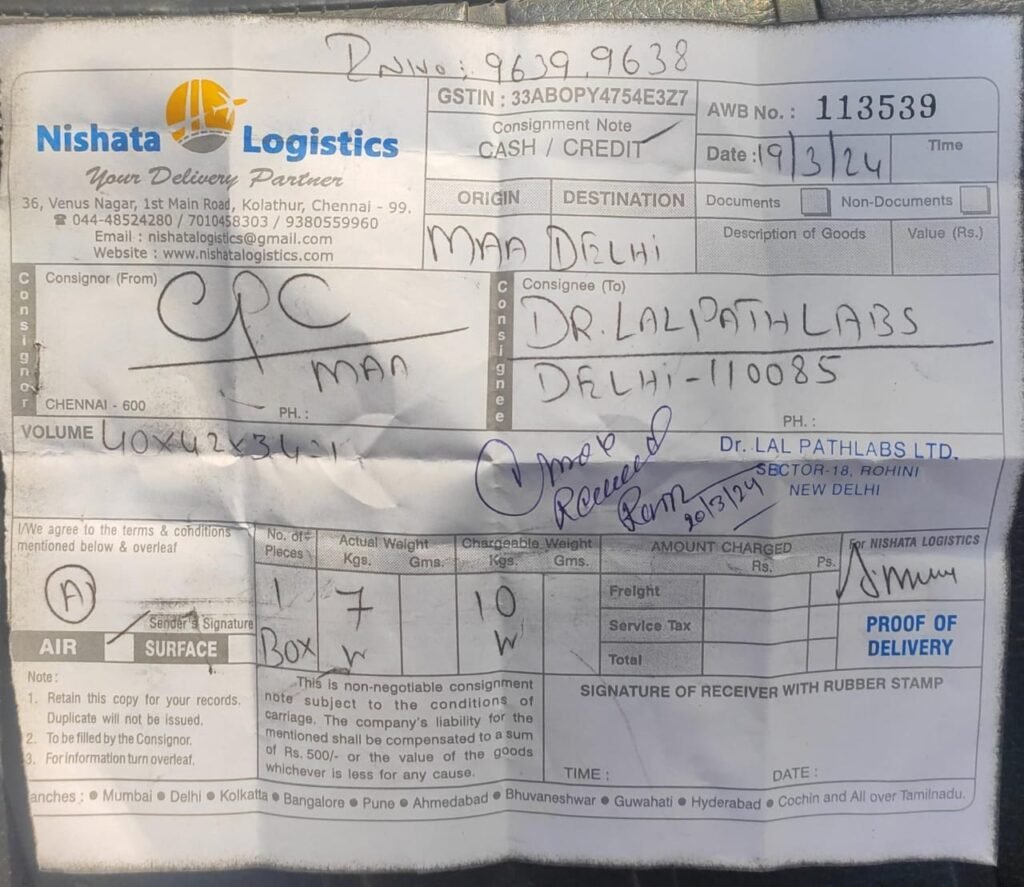 DNNo: 9639, 9638
Nishata Logistics
Your Delivery Partner
36, Venus Nagar, 1st Main Road, Kolathur, Chennai - 99.
☎ 044-48524280 / 7010458303 / 9380559960
Email : nishatalogistics@gmail.com
Website : www.nishatalogistics.com
GSTIN : 33ABOPY4754E3Z7
Consignment Note
CASH / CREDIT
AWB No. : 113539
Date : 19/3/24
Time
ORIGIN
DESTINATION
MAA
DELHI
Documents
Non-Documents
Description of Goods
Value (Rs.)
Consignor
Consignor (From)
CPC
MAA
CHENNAI - 600
PH. :
Consignee
Consignee (To)
DR. LALPATH LABS
DELHI-110085
PH. :
VOLUME 40x42x34=1
1 Box
Received
Ram
20/3/24
Dr. LAL PATHLABS LTD.
SECTOR-18, ROHINI
NEW DELHI
I/We agree to the terms & conditions
mentioned below & overleaf
A
Sender's Signature
AIR
SURFACE
No. of
Pieces
1
Box
Actual Weight
Kgs. Gms.
7
W
Chargeable Weight
Kgs. Gms.
10
W
AMOUNT CHARGED
Rs. Ps.
Freight
Service Tax
Total
For NISHATA LOGISTICS
PROOF OF
DELIVERY
Note :
1. Retain this copy for your records.
Duplicate will not be issued.
2. To be filled by the Consignor.
3. For information turn overleaf.
This is non-negotiable consignment
note subject to the conditions of
carriage. The company's liability for the
mentioned shall be compensated to a sum
of Rs. 500/- or the value of the goods
whichever is less for any cause.
SIGNATURE OF RECEIVER WITH RUBBER STAMP
TIME :
DATE :
anches : ● Mumbai ● Delhi ● Kolkatta ● Bangalore ● Pune ● Ahmedabad ● Bhuvaneshwar ● Guwahati ● Hyderabad ● Cochin and All over Tamilnadu.